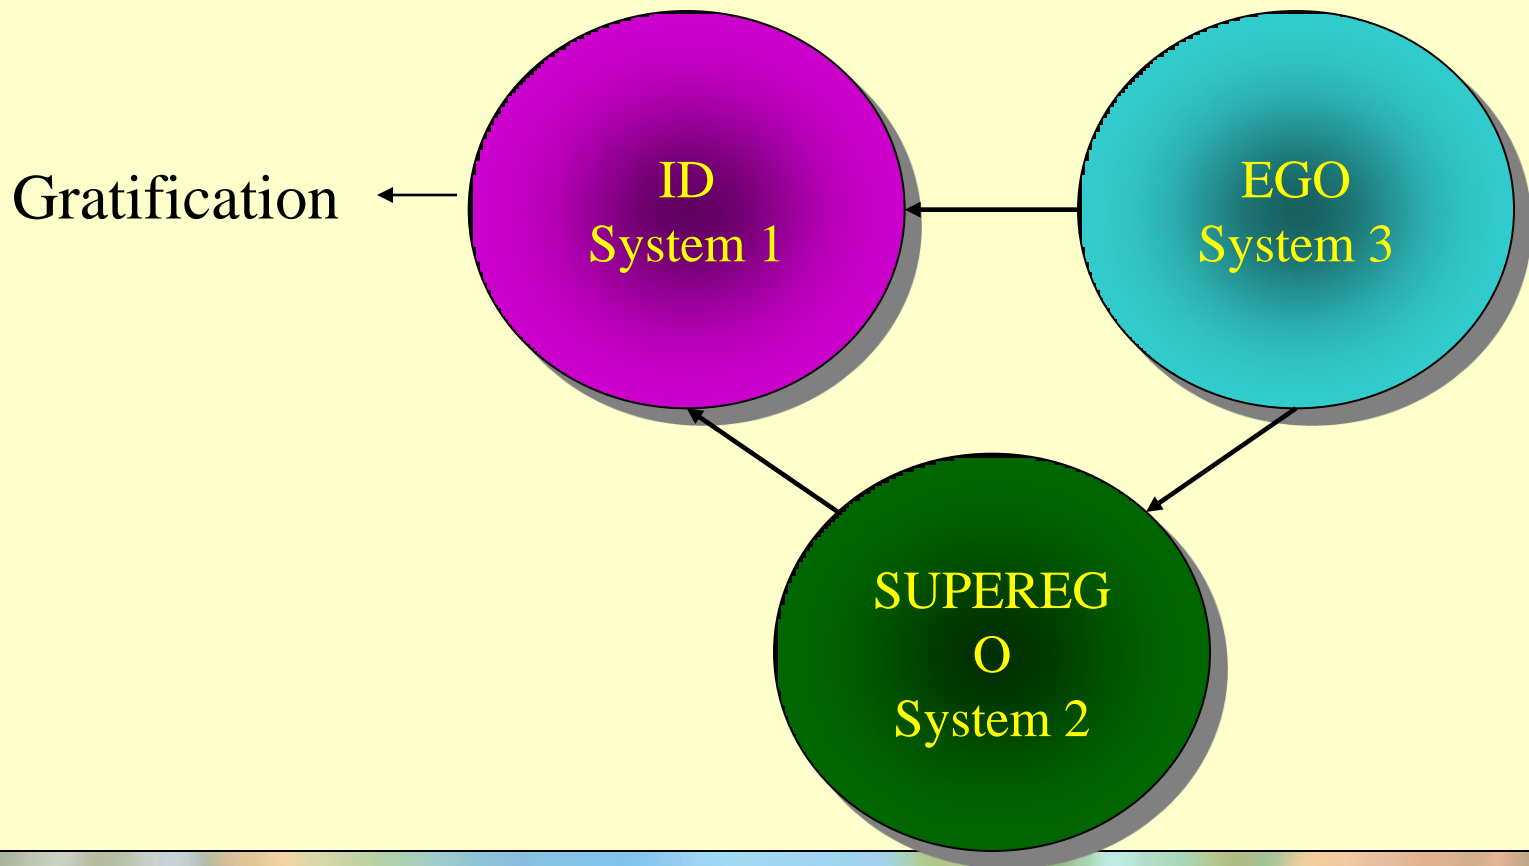 Gratification
ID
System 1
EGO
System 3
SUPEREG
O
System 2